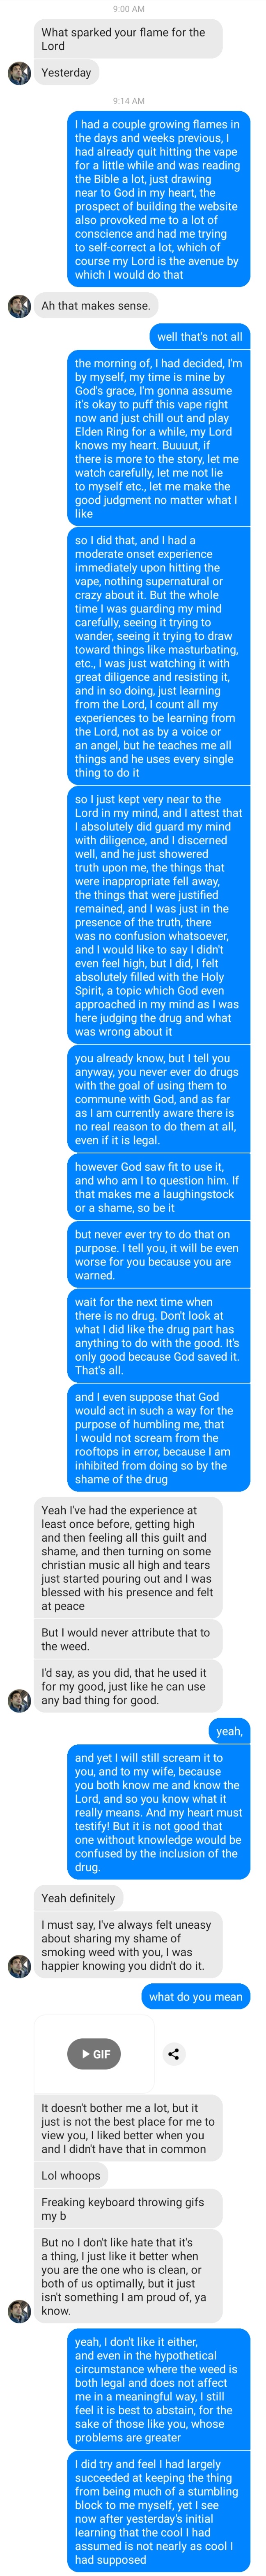 9:00 AM
What sparked your flame for the
Lord
Yesterday
9:14 AM
I had a couple growing flames in
the days and weeks previous, I
had already quit hitting the vape
for a little while and was reading
the Bible a lot, just drawing
near to God in my heart, the
prospect of building the website
also provoked me to a lot of
conscience and had me trying
to self-correct a lot, which of
course my Lord is the avenue by
which I would do that
Ah that makes sense.
well that's not all
the morning of, I had decided, I'm
by myself, my time is mine by
God's grace, I'm gonna assume
it's okay to puff this vape right
now and just chill out and play
Elden Ring for a while, my Lord
knows my heart. Buuuut, if
there is more to the story, let me
watch carefully, let me not lie
to myself etc., let me make the
good judgment no matter what I
like
so I did that, and I had a
moderate onset experience
immediately upon hitting the
vape, nothing supernatural or
crazy about it. But the whole
time I was guarding my mind
carefully, seeing it trying to
wander, seeing it trying to draw
toward things like masturbating,
etc., I was just watching it with
great diligence and resisting it,
and in so doing, just learning
from the Lord, I count all my
experiences to be learning from
the Lord, not as by a voice or
an angel, but he teaches me all
things and he uses every single
thing to do it
so I just kept very near to the
Lord in my mind, and I attest that
I absolutely did guard my mind
with diligence, and I discerned
well, and he just showered
truth upon me, the things that
were inappropriate fell away,
the things that were justified
remained, and I was just in the
presence of the truth, there
was no confusion whatsoever,
and I would like to say I didn't
even feel high, but I did, I felt
absolutely filled with the Holy
Spirit, a topic which God even
approached in my mind as I was
here judging the drug and what
was wrong about it
you already know, but I tell you
anyway, you never ever do drugs
with the goal of using them to
commune with God, and as far
as I am currently aware there is
no real reason to do them at all,
even if it is legal.
however God saw fit to use it,
and who am I to question him. If
that makes me a laughingstock
or a shame, so be it
but never ever try to do that on
purpose. I tell you, it will be even
worse for you because you are
warned.
wait for the next time when
there is no drug. Don't look at
what I did like the drug part has
anything to do with the good. It's
only good because God saved it.
That's all.
and I even suppose that God
would act in such a way for the
purpose of humbling me, that
I would not scream from the
rooftops in error, because I am
inhibited from doing so by the
shame of the drug
Yeah I've had the experience at
least once before, getting high
and then feeling all this guilt and
shame, and then turning on some
christian music all high and tears
just started pouring out and I was
blessed with his presence and felt
at peace
But I would never attribute that to
the weed.
I'd say, as you did, that he used it
for my good, just like he can use
any bad thing for good.
yeah,
and yet I will still scream it to
you, and to my wife, because
you both know me and know the
Lord, and so you know what it
really means. And my heart must
testify! But it is not good that
one without knowledge would be
confused by the inclusion of the
drug.
Yeah definitely
I must say, I've always felt uneasy
about sharing my shame of
smoking weed with you, I was
happier knowing you didn't do it.
what do you mean
GIF
It doesn't bother me a lot, but it
just is not the best place for me to
view you, I liked better when you
and I didn't have that in common
Lol whoops
Freaking keyboard throwing gifs
my b
But no I don't like hate that it's
a thing, I just like it better when
you are the one who is clean, or
both of us optimally, but it just
isn't something I am proud of, ya
know.
yeah, I don't like it either,
and even in the hypothetical
circumstance where the weed is
both legal and does not affect
me in a meaningful way, I still
feel it is best to abstain, for the
sake of those like you, whose
problems are greater
I did try and feel I had largely
succeeded at keeping the thing
from being much of a stumbling
block to me myself, yet I see
now after yesterday's initial
learning that the cool I had
assumed is not nearly as cool I
had supposed